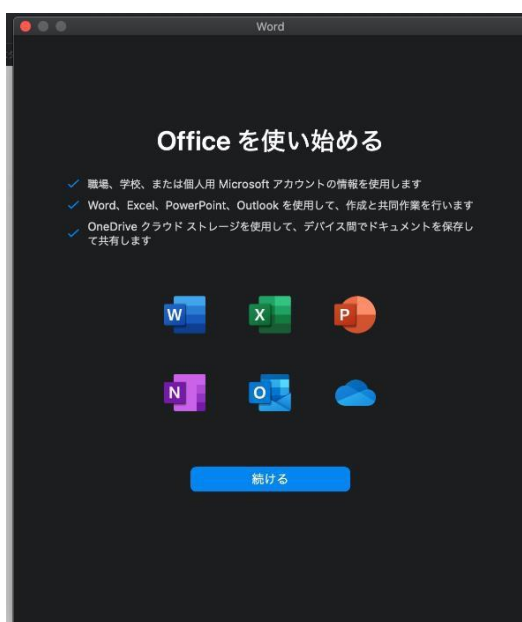 Word
Office を使い始める
職場、学校、または個人用 Microsoft アカウントの情報を使用します
Word、Excel、PowerPoint、Outlook を使用して、作成と共同作業を行います
OneDrive クラウド ストレージを使用して、デバイス間でドキュメントを保存し
て共有します
W X P
N O
続ける